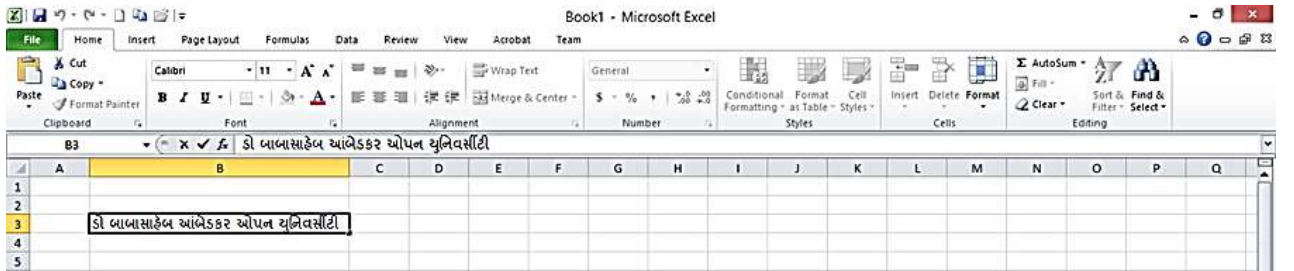 Book1 - Microsoft Excel
File Home Insert Page Layout Formulas Data Review View Acrobat Team
Cut
Copy
Format Painter
Paste
Clipboard
Calibri 11 A A
B I U A
Font
Wrap Text
Merge & Center
Alignment
General
$ % ,
Number
Conditional Formatting Format as Table Cell Styles
Styles
Insert Delete Format
Cells
Σ AutoSum
Fill
Clear
Sort & Filter Find & Select
Editing
B3 fx ડો બાબાસાહેબ આંબેડકર ઓપન યુનિવર્સીટી
A B C D E F G H I J K L M N O P Q
1
2
3 ડો બાબાસાહેબ આંબેડકર ઓપન યુનિવર્સીટી
4
5